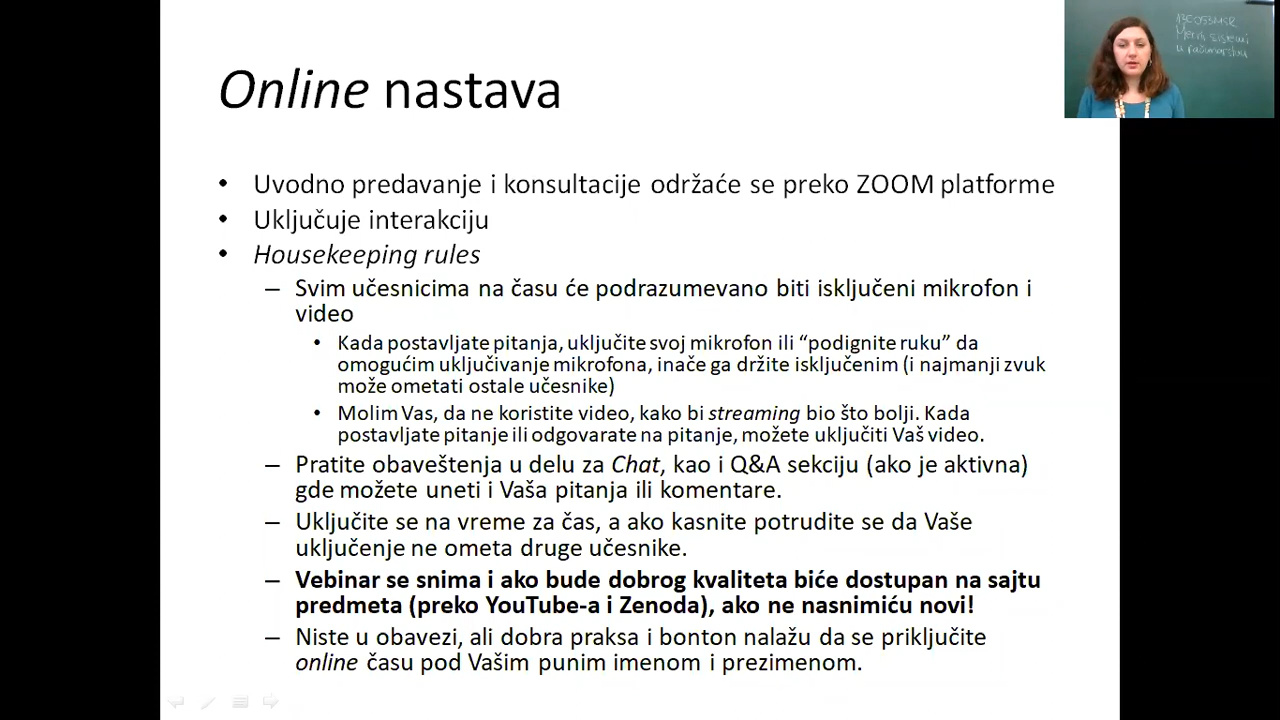 Online nastava
13E053MSR
Merni sistemi
u računarstvu
• Uvodno predavanje i konsultacije održaće se preko ZOOM platforme
• Uključuje interakciju
• Housekeeping rules
– Svim učesnicima na času će podrazumevano biti isključeni mikrofon i
video
• Kada postavljate pitanja, uključite svoj mikrofon ili “podignite ruku” da
omogućim uključivanje mikrofona, inače ga držite isključenim (i najmanji zvuk
može ometati ostale učesnike)
• Molim Vas, da ne koristite video, kako bi streaming bio što bolji. Kada
postavljate pitanje ili odgovarate na pitanje, možete uključiti Vaš video.
– Pratite obaveštenja u delu za Chat, kao i Q&A sekciju (ako je aktivna)
gde možete uneti i Vaša pitanja ili komentare.
– Uključite se na vreme za čas, a ako kasnite potrudite se da Vaše
uključenje ne ometa druge učesnike.
– Vebinar se snima i ako bude dobrog kvaliteta biće dostupan na sajtu
predmeta (preko YouTube-a i Zenoda), ako ne nasnimiću novi!
– Niste u obavezi, ali dobra praksa i bonton nalažu da se priključite
online času pod Vašim punim imenom i prezimenom.